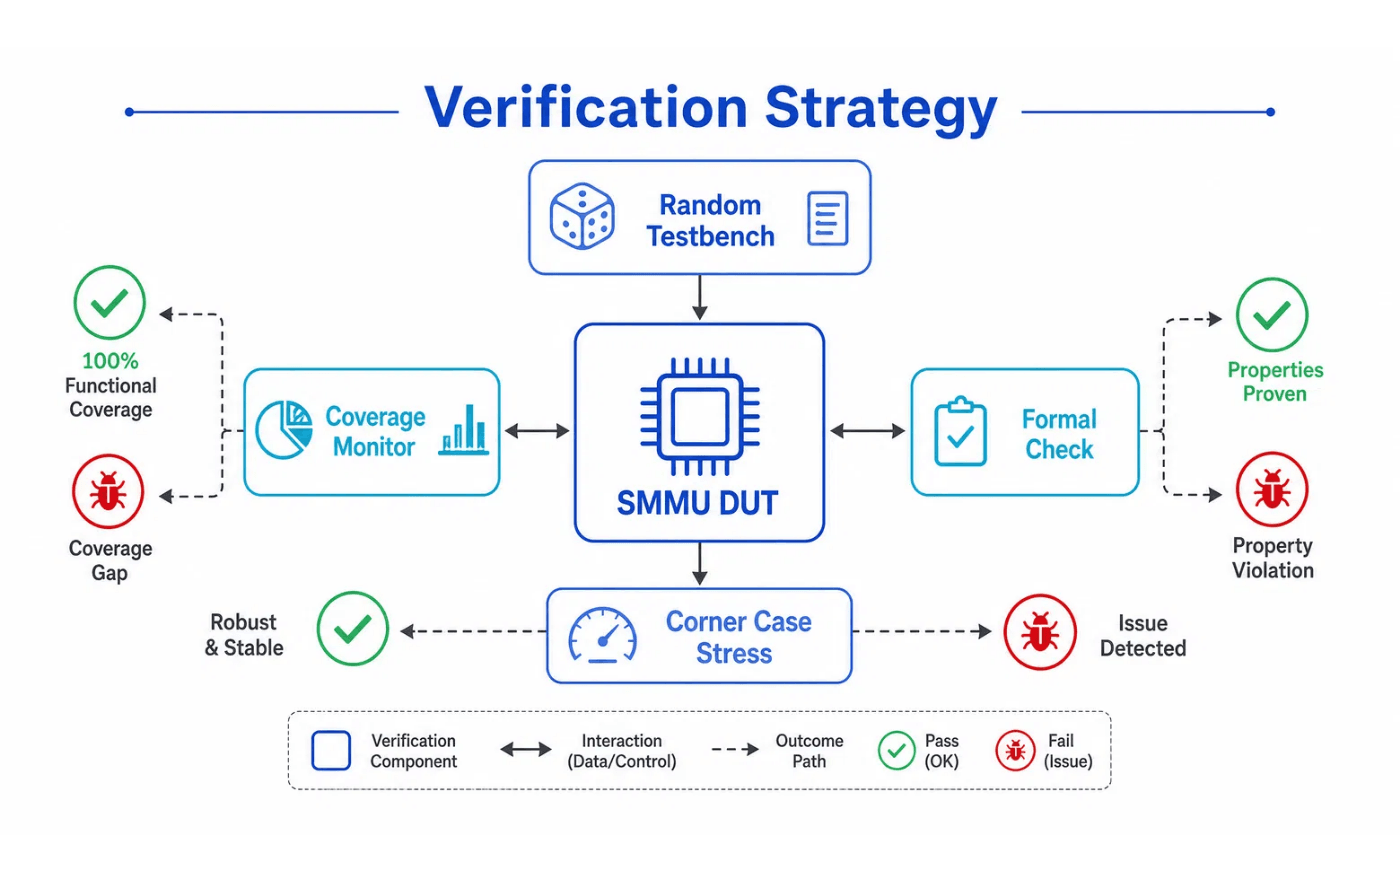 Verification Strategy
Random
Testbench
100%
Functional
Coverage
Coverage
Gap
Coverage
Monitor
SMMU DUT
Formal
Check
Properties
Proven
Property
Violation
Robust
& Stable
Corner Case
Stress
Issue
Detected
Verification
Component
Interaction
(Data/Control)
Outcome
Path
Pass
(OK)
Fail
(Issue)